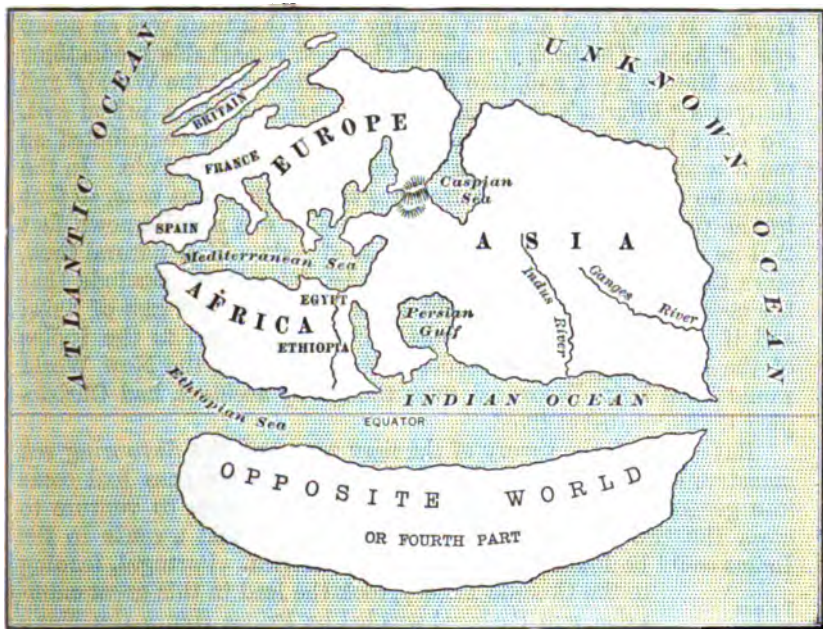 ATLANTIC OCEAN
UNKNOWN OCEAN
BRITAIN
EUROPE
FRANCE
Caspian
Sea
SPAIN
ASIA
Mediterranean Sea
Indus River
Ganges River
AFRICA
EGYPT
Persian
Gulf
ETHIOPIA
Ethiopian Sea
INDIAN OCEAN
EQUATOR
OPPOSITE WORLD
OR FOURTH PART